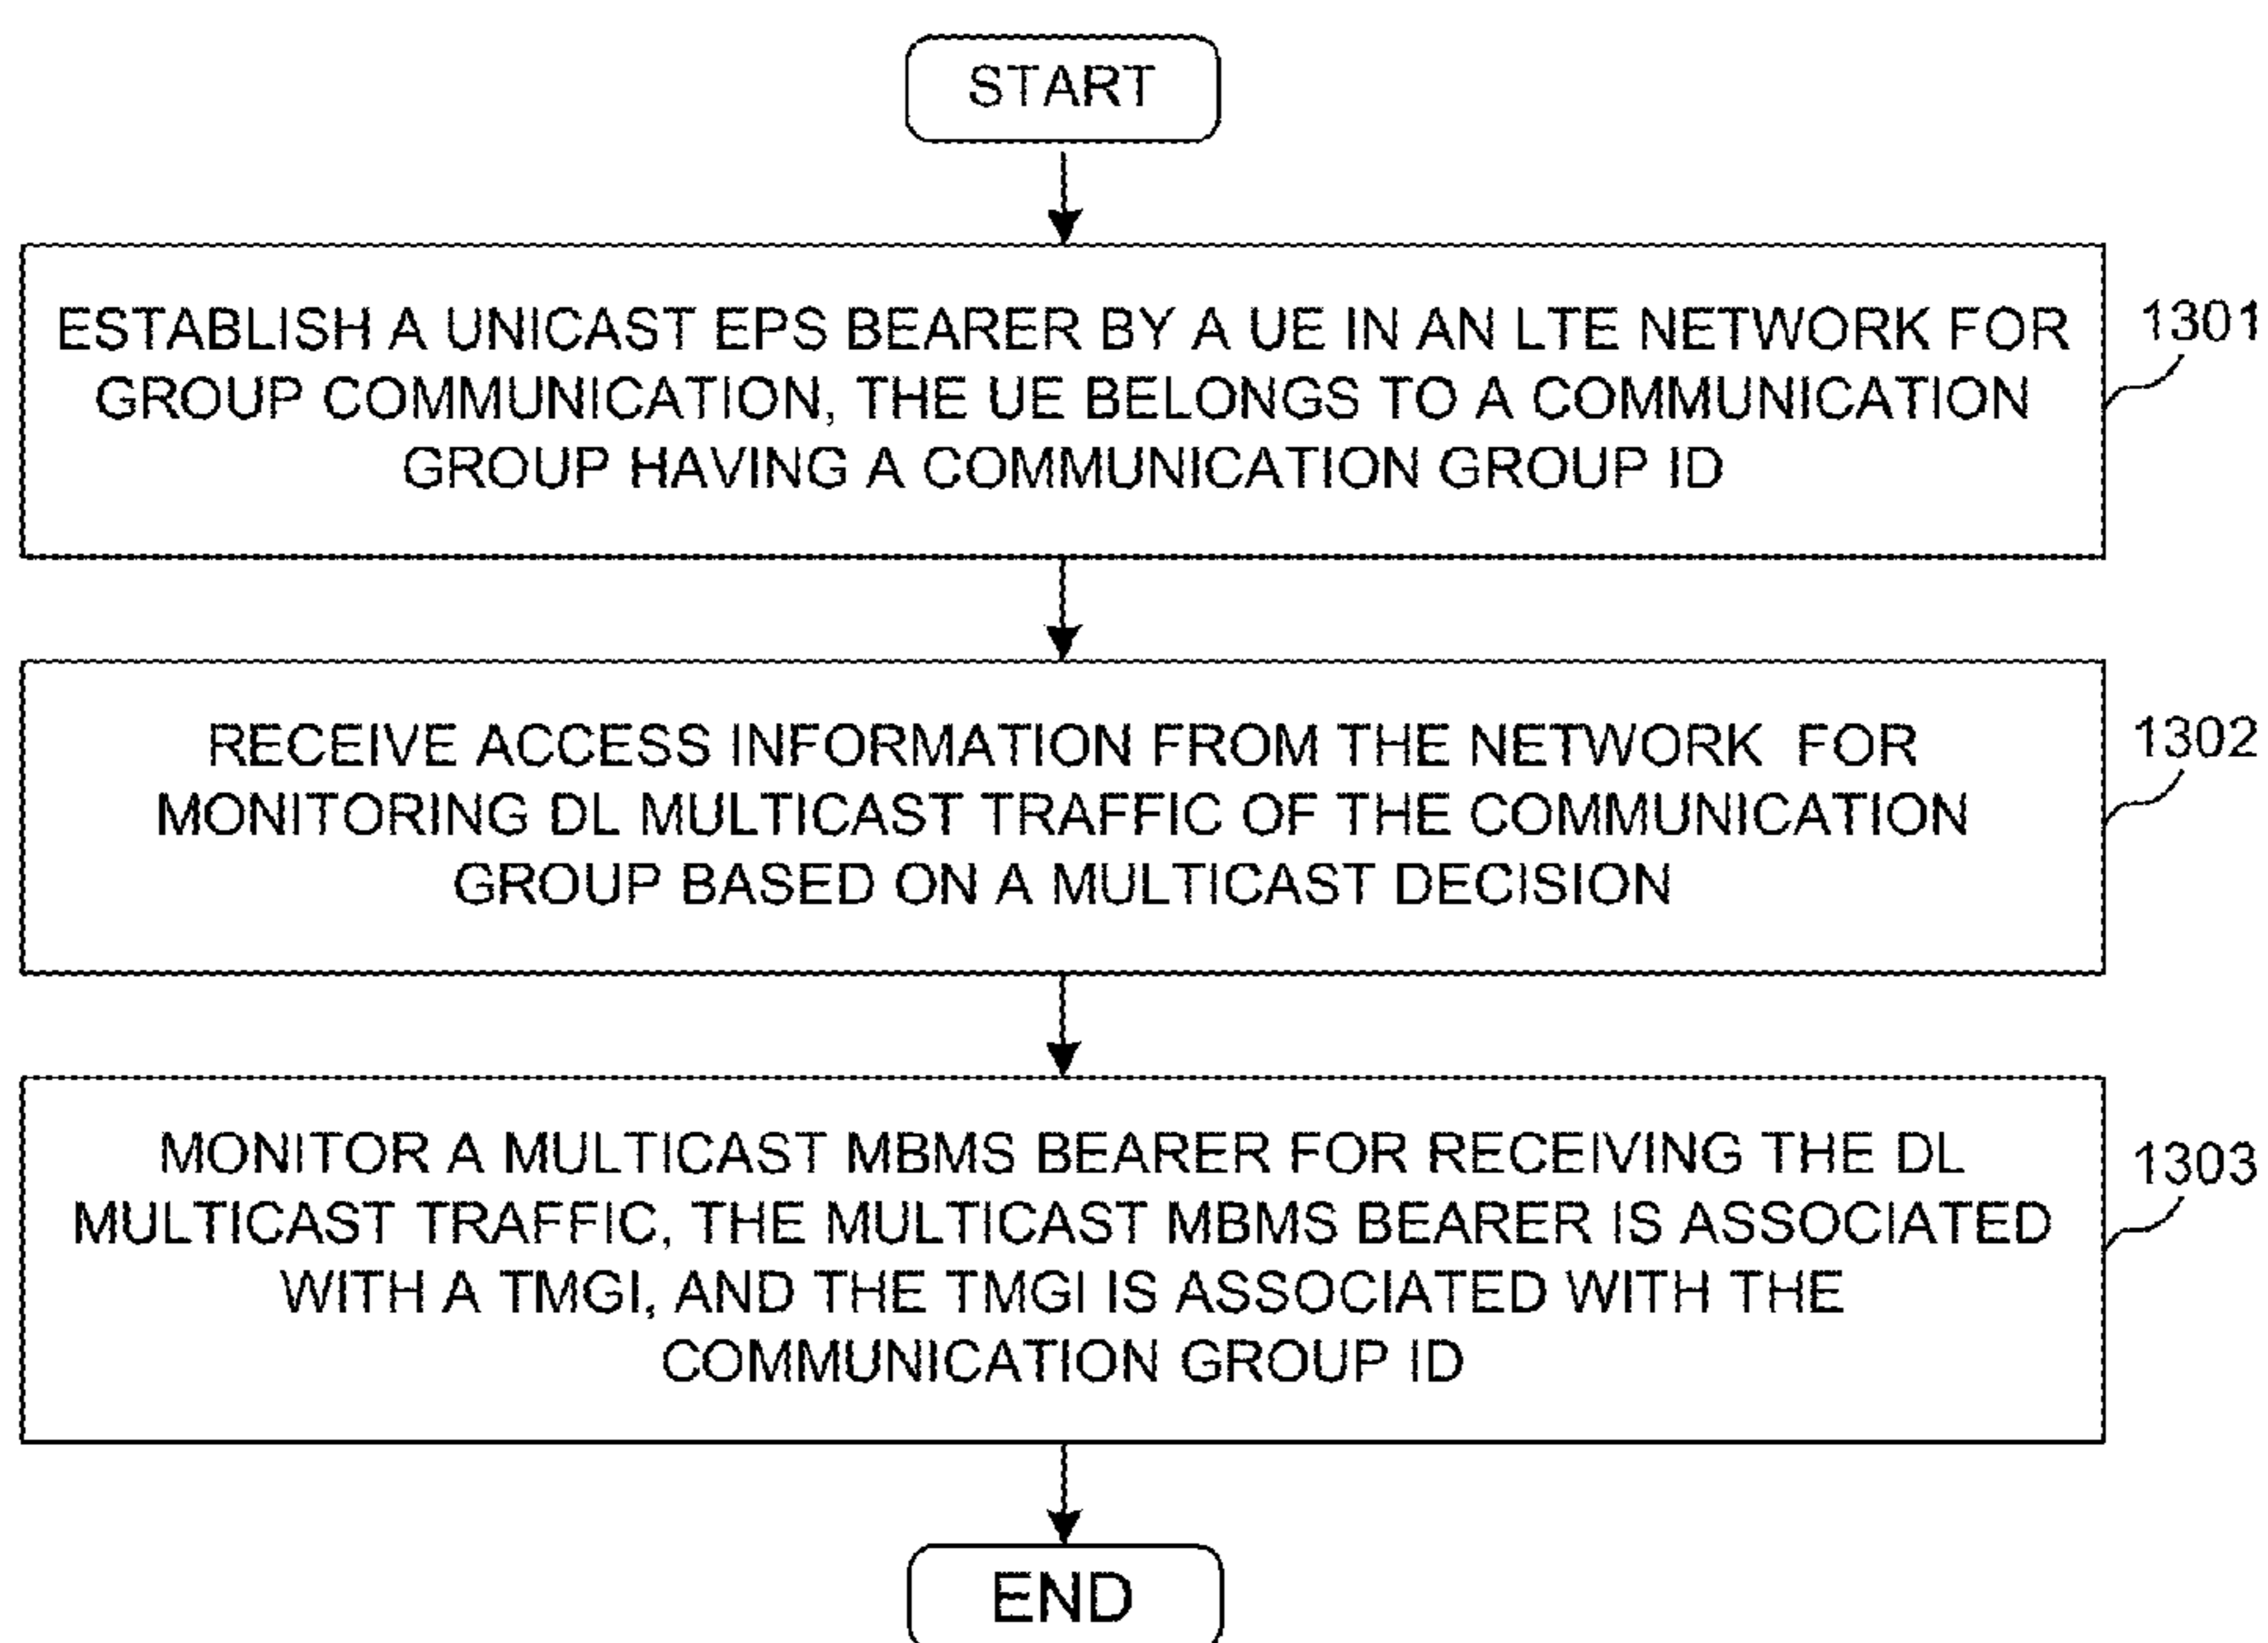 START
ESTABLISH A UNICAST EPS BEARER BY A UE IN AN LTE NETWORK FOR
GROUP COMMUNICATION, THE UE BELONGS TO A COMMUNICATION
GROUP HAVING A COMMUNICATION GROUP ID
1301
RECEIVE ACCESS INFORMATION FROM THE NETWORK FOR
MONITORING DL MULTICAST TRAFFIC OF THE COMMUNICATION
GROUP BASED ON A MULTICAST DECISION
1302
MONITOR A MULTICAST MBMS BEARER FOR RECEIVING THE DL
MULTICAST TRAFFIC, THE MULTICAST MBMS BEARER IS ASSOCIATED
WITH A TMGI, AND THE TMGI IS ASSOCIATED WITH THE
COMMUNICATION GROUP ID
1303
END